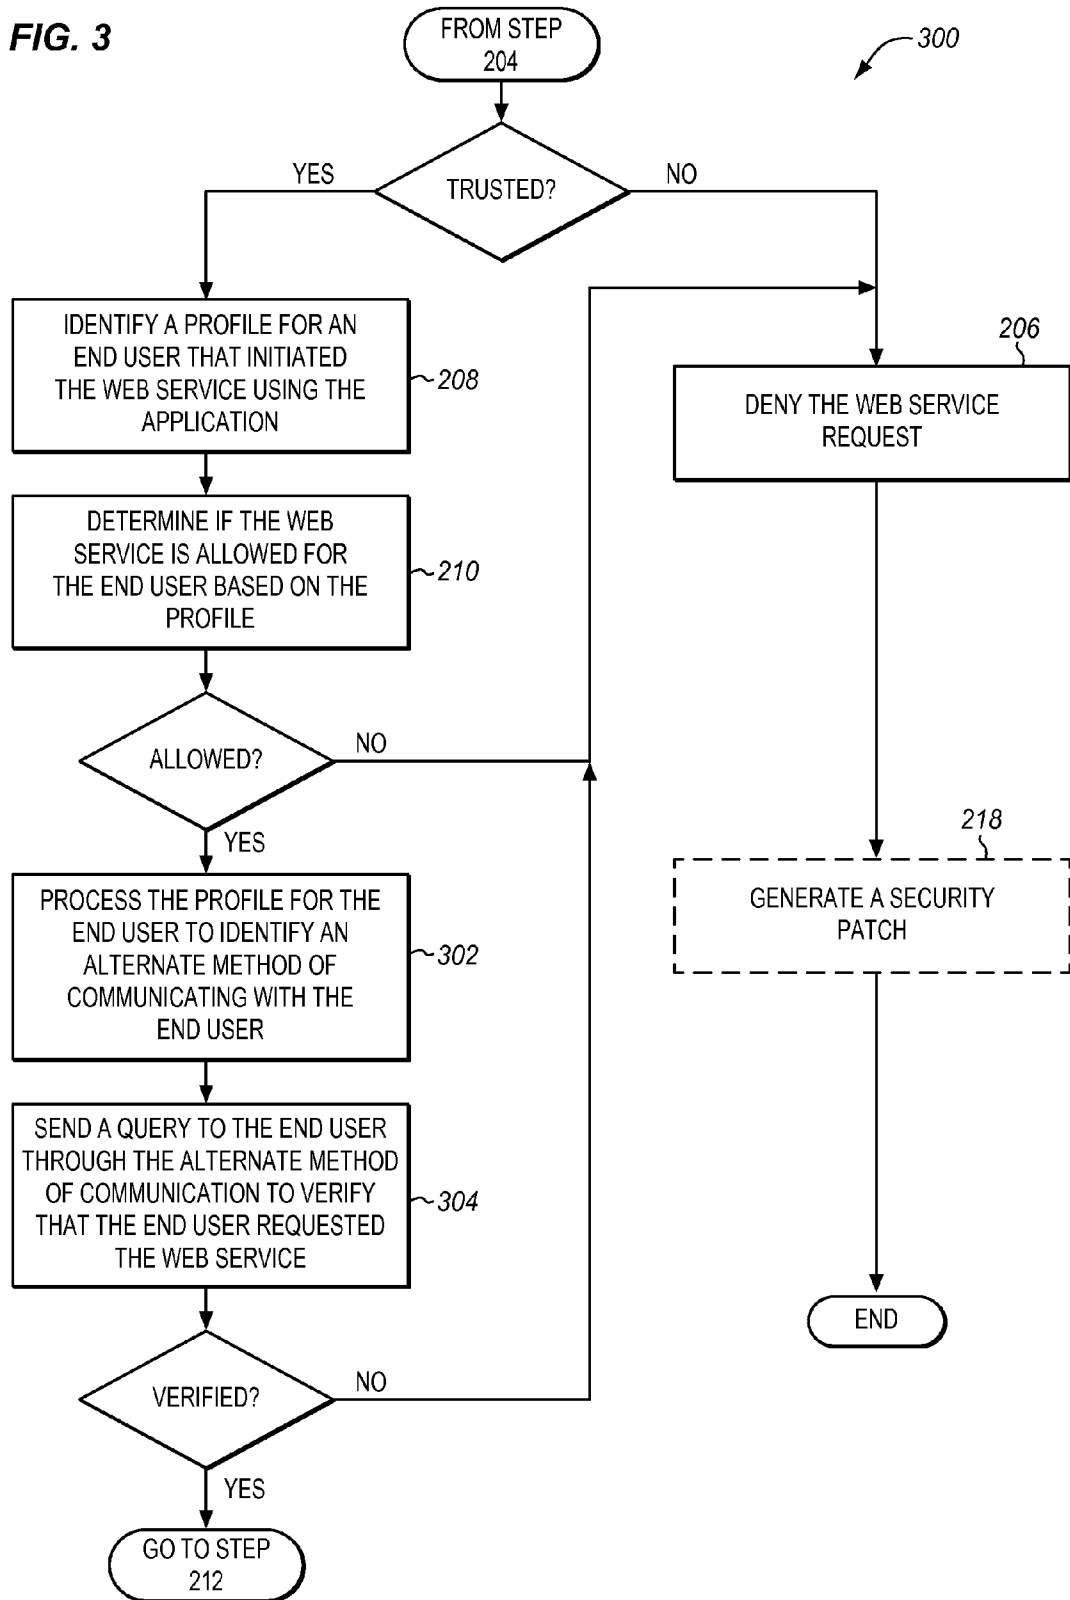 FIG. 3
FROM STEP
204
300
TRUSTED?
YES
NO
IDENTIFY A PROFILE FOR AN
END USER THAT INITIATED
THE WEB SERVICE USING THE
APPLICATION
208
206
DENY THE WEB SERVICE
REQUEST
DETERMINE IF THE WEB
SERVICE IS ALLOWED FOR
THE END USER BASED ON THE
PROFILE
210
ALLOWED?
NO
YES
218
GENERATE A SECURITY
PATCH
PROCESS THE PROFILE FOR THE
END USER TO IDENTIFY AN
ALTERNATE METHOD OF
COMMUNICATING WITH THE
END USER
302
SEND A QUERY TO THE END USER
THROUGH THE ALTERNATE METHOD
OF COMMUNICATION TO VERIFY
THAT THE END USER REQUESTED
THE WEB SERVICE
304
END
VERIFIED?
NO
YES
GO TO STEP
212